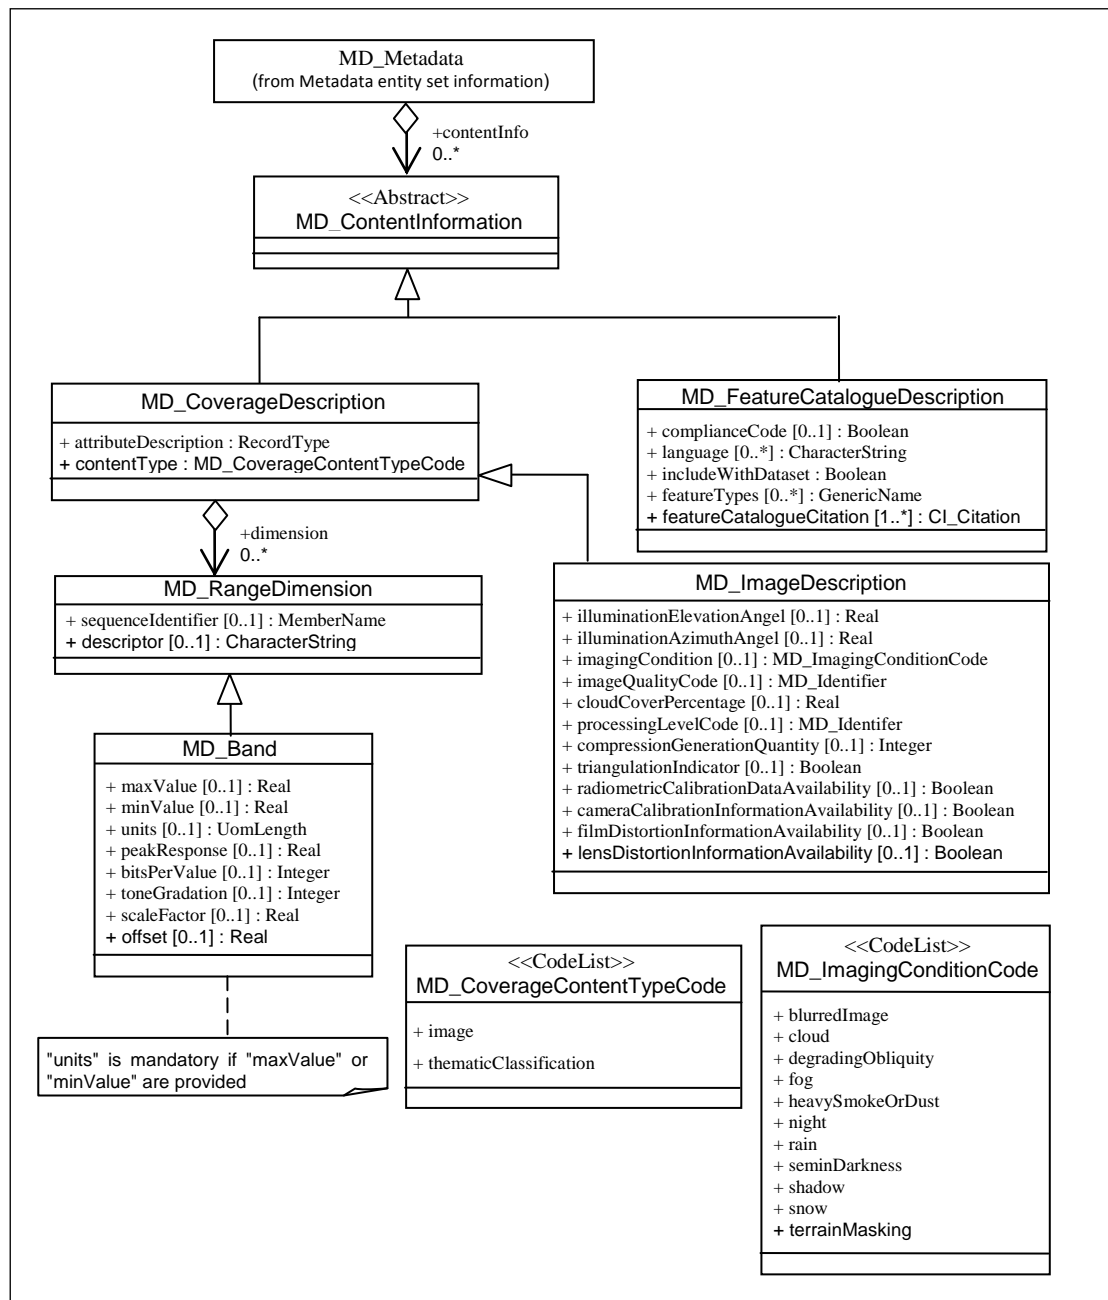 MD_Metadata
(from Metadata entity set information)
+contentInfo
0..*
<<Abstract>>
MD_ContentInformation
MD_CoverageDescription
+ attributeDescription : RecordType
+ contentType : MD_CoverageContentTypeCode
MD_FeatureCatalogueDescription
+ complianceCode [0..1] : Boolean
+ language [0..*] : CharacterString
+ includeWithDataset : Boolean
+ featureTypes [0..*] : GenericName
+ featureCatalogueCitation [1..*] : CI_Citation
+dimension
0..*
MD_RangeDimension
+ sequenceIdentifier [0..1] : MemberName
+ descriptor [0..1] : CharacterString
MD_ImageDescription
+ illuminationElevationAngel [0..1] : Real
+ illuminationAzimuthAngel [0..1] : Real
+ imagingCondition [0..1] : MD_ImagingConditionCode
+ imageQualityCode [0..1] : MD_Identifier
+ cloudCoverPercentage [0..1] : Real
+ processingLevelCode [0..1] : MD_Identifer
+ compressionGenerationQuantity [0..1] : Integer
+ triangulationIndicator [0..1] : Boolean
+ radiometricCalibrationDataAvailability [0..1] : Boolean
+ cameraCalibrationInformationAvailability [0..1] : Boolean
+ filmDistortionInformationAvailability [0..1] : Boolean
+ lensDistortionInformationAvailability [0..1] : Boolean
MD_Band
+ maxValue [0..1] : Real
+ minValue [0..1] : Real
+ units [0..1] : UomLength
+ peakResponse [0..1] : Real
+ bitsPerValue [0..1] : Integer
+ toneGradation [0..1] : Integer
+ scaleFactor [0..1] : Real
+ offset [0..1] : Real
"units" is mandatory if "maxValue" or
"minValue" are provided
<<CodeList>>
MD_CoverageContentTypeCode
+ image
+ thematicClassification
<<CodeList>>
MD_ImagingConditionCode
+ blurredImage
+ cloud
+ degradingObliquity
+ fog
+ heavySmokeOrDust
+ night
+ rain
+ seminDarkness
+ shadow
+ snow
+ terrainMasking